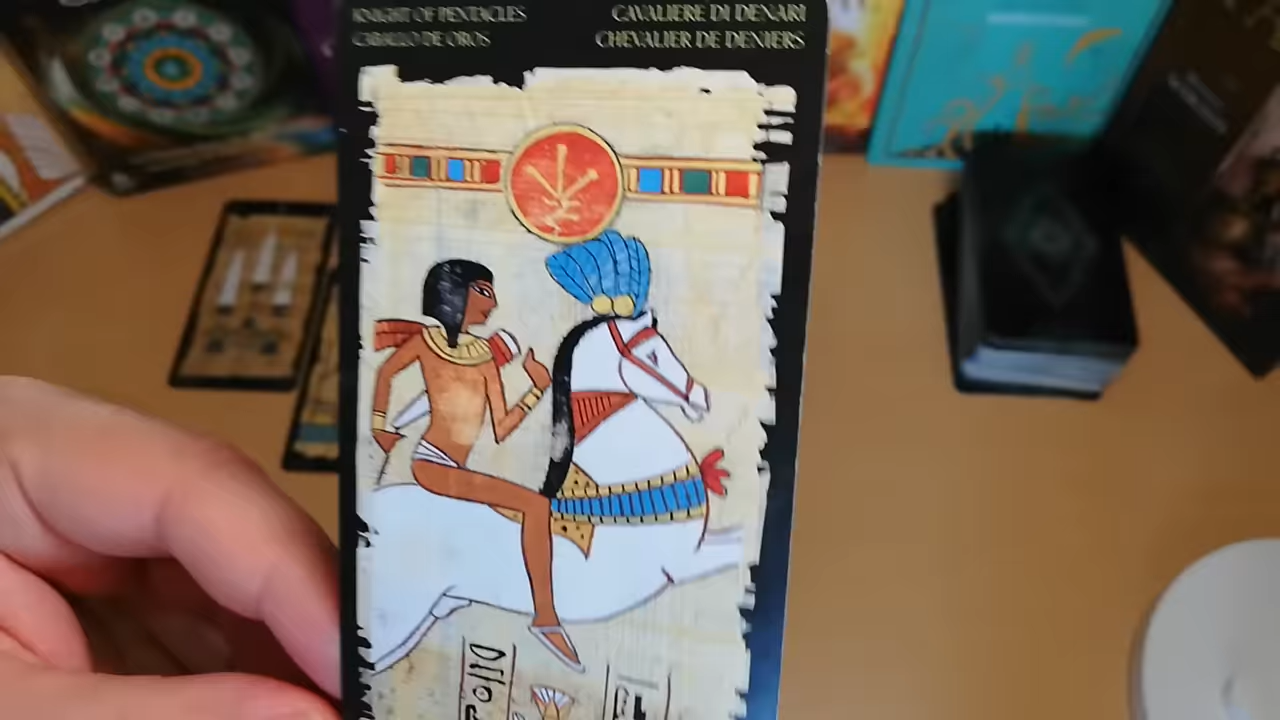 KNIGHT OF PENTACLES
CABALLO DE OROS
CAVALIERE DI DENARI
CHEVALIER DE DENIERS